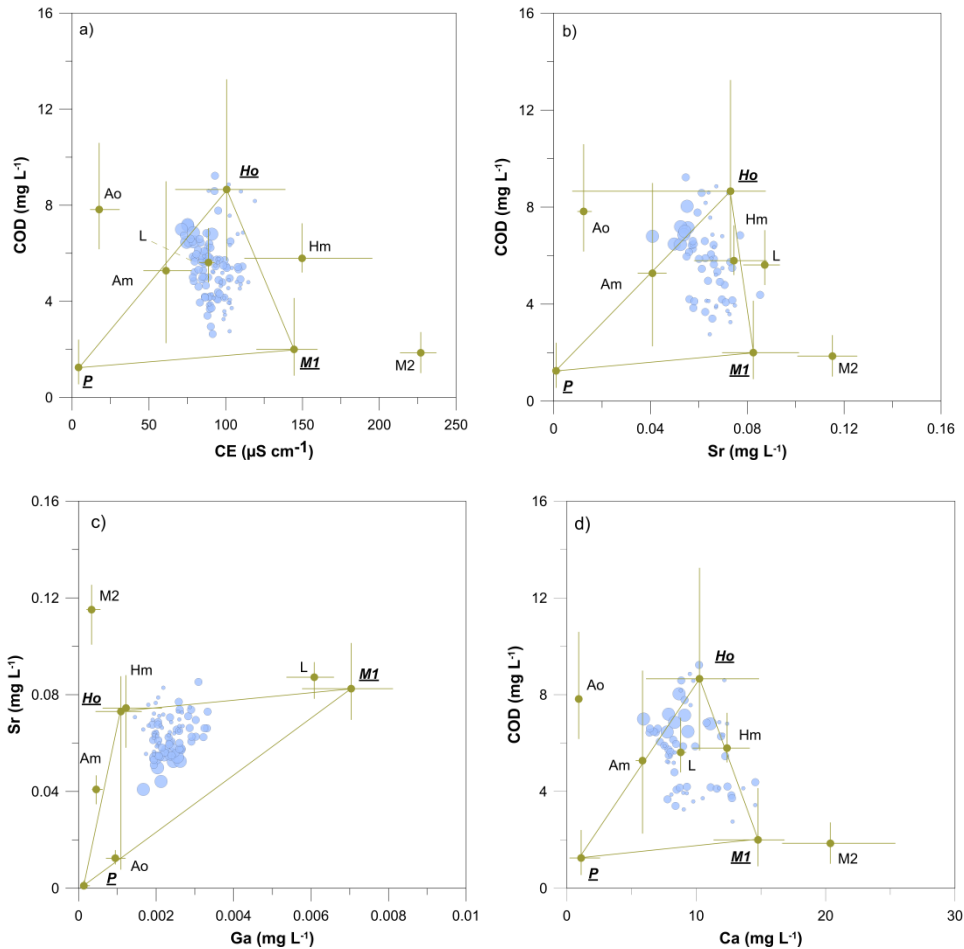 a)
COD (mg L-1)
16
12
8
4
0
Ao
Ho
L
Hm
Am
P
M1
M2
0
50
100
150
200
250
CE (µS cm-1)
b)
COD (mg L-1)
16
12
8
4
0
Ho
Ao
Hm
L
Am
P
M1
M2
0.04
0.08
0.12
0.16
Sr (mg L-1)
c)
Sr (mg L-1)
0.16
0.12
0.08
0.04
0
M2
Hm
L
M1
Ho
Am
Ao
P
0
0.002
0.004
0.006
0.008
0.01
Ga (mg L-1)
d)
COD (mg L-1)
16
12
8
4
0
Ho
Ao
Hm
Am
L
M1
P
M2
0
10
20
30
Ca (mg L-1)